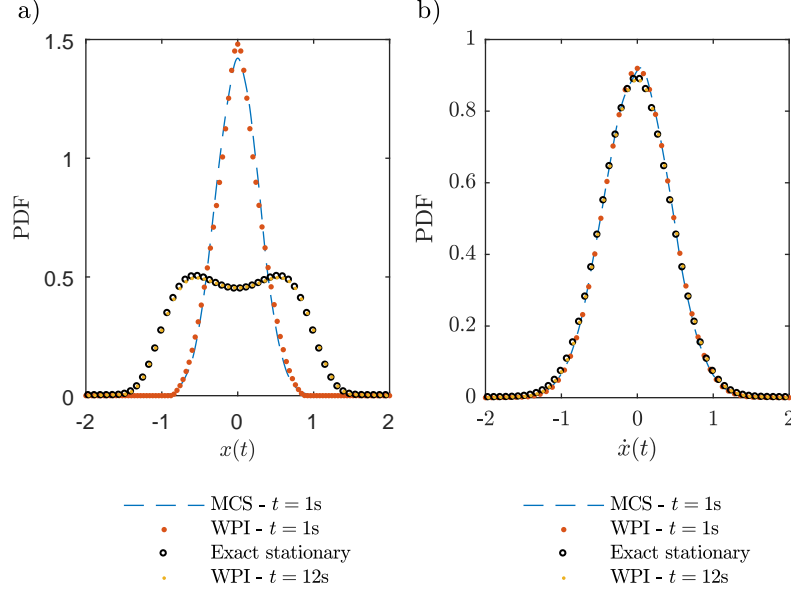 a)
1.5
1
0.5
0
PDF
-2
-1
0
1
2
x(t)
MCS - t = 1s
WPI - t = 1s
Exact stationary
WPI - t = 12s
b)
1
0.8
0.6
0.4
0.2
0
PDF
-2
-1
0
1
2
ẋ(t)
MCS - t = 1s
WPI - t = 1s
Exact stationary
WPI - t = 12s